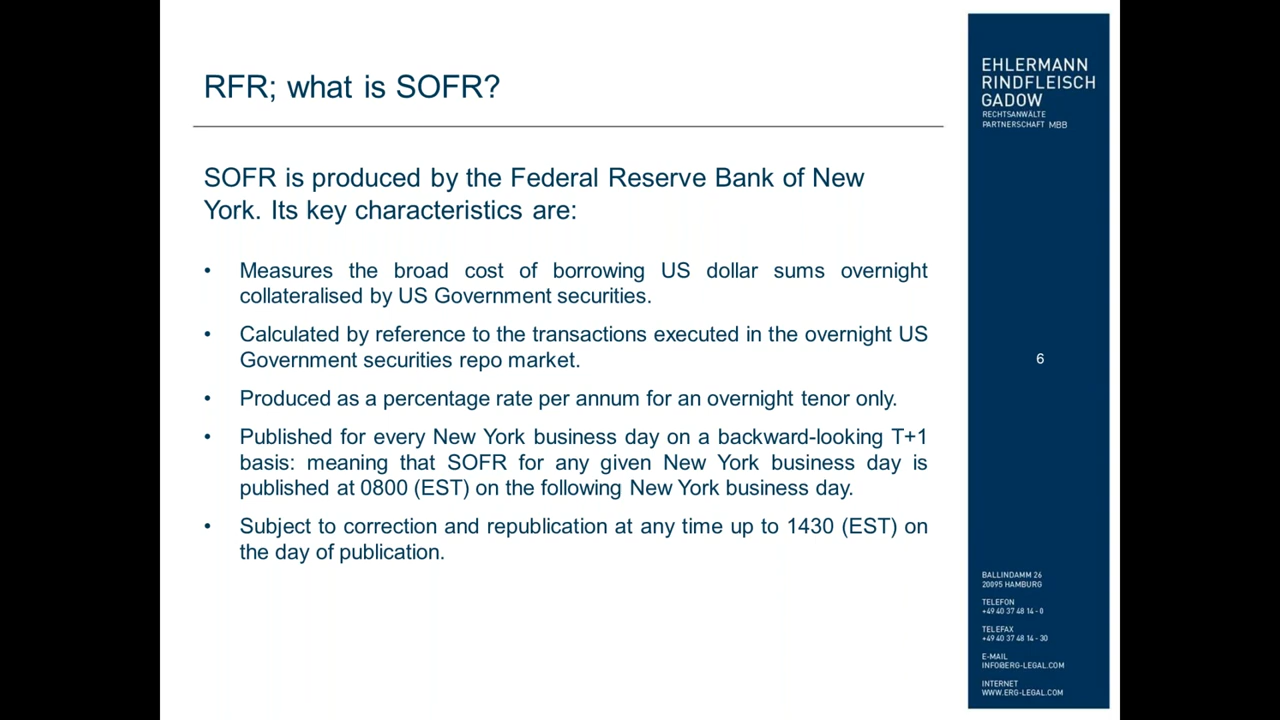 RFR; what is SOFR?
SOFR is produced by the Federal Reserve Bank of New
York. Its key characteristics are:
• Measures the broad cost of borrowing US dollar sums overnight
collateralised by US Government securities.
• Calculated by reference to the transactions executed in the overnight US
Government securities repo market.
• Produced as a percentage rate per annum for an overnight tenor only.
• Published for every New York business day on a backward-looking T+1
basis: meaning that SOFR for any given New York business day is
published at 0800 (EST) on the following New York business day.
• Subject to correction and republication at any time up to 1430 (EST) on
the day of publication.
EHLERMANN
RINDFLEISCH
GADOW
RECHTSANWÄLTE
PARTNERSCHAFT MBB
6
BALLINDAMM 26
20095 HAMBURG
TELEFON
+49 40 37 48 14 - 0
TELEFAX
+49 40 37 48 14 - 30
E-MAIL
INFO@ERG-LEGAL.COM
INTERNET
WWW.ERG-LEGAL.COM